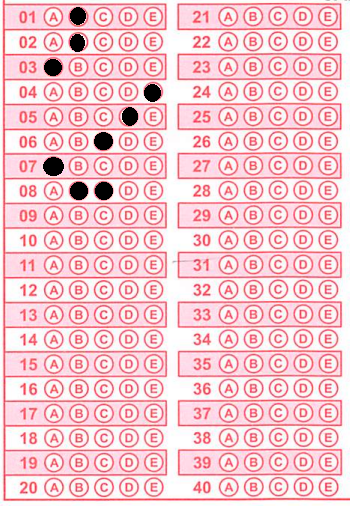 01 A C D E
02 A C D E
03 B C D E
04 A B C D
05 A B C E
06 A B D E
07 B C D E
08 A D E
09 A B C D E
10 A B C D E
11 A B C D E
12 A B C D E
13 A B C D E
14 A B C D E
15 A B C D E
16 A B C D E
17 A B C D E
18 A B C D E
19 A B C D E
20 A B C D E
21 A B C D E
22 A B C D E
23 A B C D E
24 A B C D E
25 A B C D E
26 A B C D E
27 A B C D E
28 A B C D E
29 A B C D E
30 A B C D E
31 A B C D E
32 A B C D E
33 A B C D E
34 A B C D E
35 A B C D E
36 A B C D E
37 A B C D E
38 A B C D E
39 A B C D E
40 A B C D E